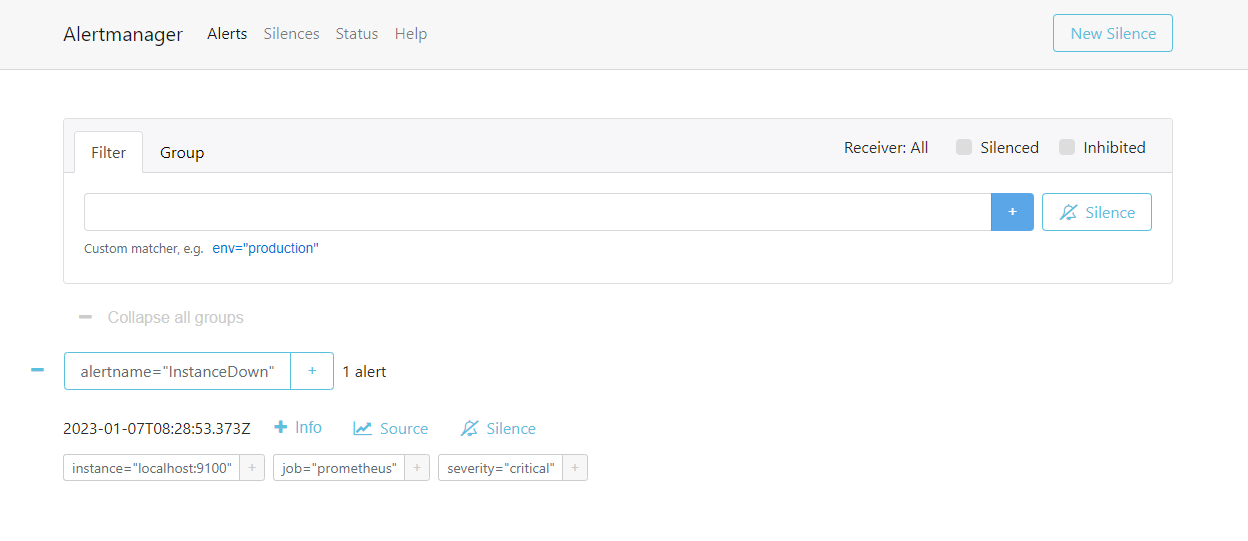 Alertmanager Alerts Silences Status Help New Silence
Filter Group Receiver: All Silenced Inhibited
+ Silence
Custom matcher, e.g. env="production"
Collapse all groups
alertname="InstanceDown" + 1 alert
2023-01-07T08:28:53.373Z + Info Source Silence
instance="localhost:9100" + job="prometheus" + severity="critical" +